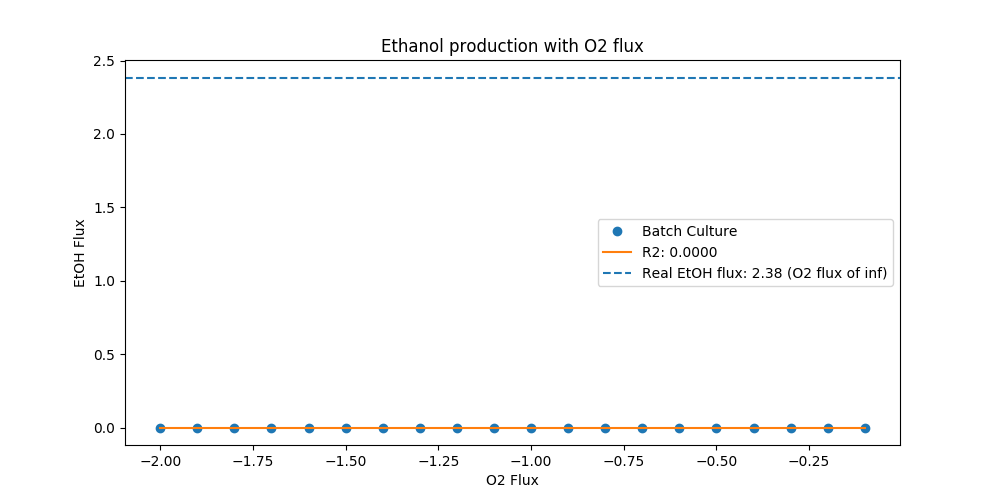 Ethanol production with O2 flux
2.5
2.0
1.5
1.0
0.5
0.0
EtOH Flux
Batch Culture
R2: 0.0000
Real EtOH flux: 2.38 (O2 flux of inf)
−2.00 −1.75 −1.50 −1.25 −1.00 −0.75 −0.50 −0.25
O2 Flux